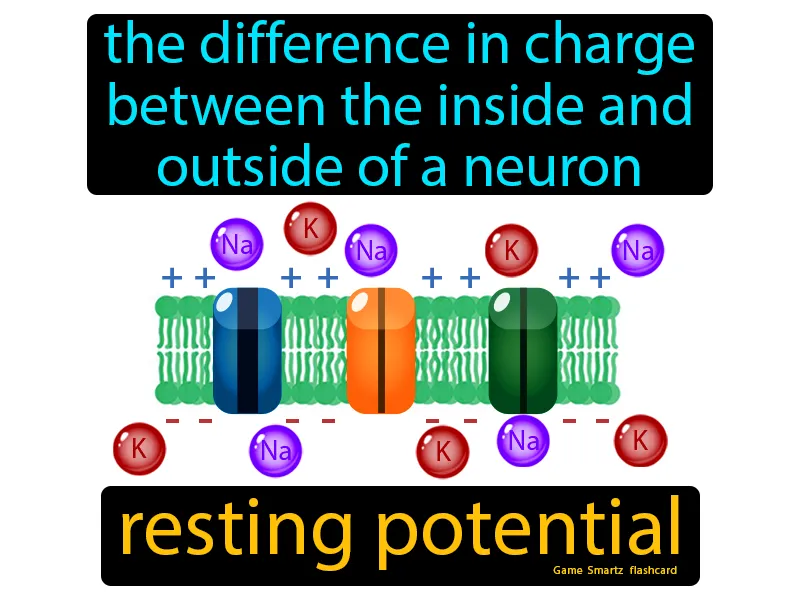 the difference in charge
between the inside and
outside of a neuron
Na K Na K Na
+ + + + + + + +
- - - - - - - -
K Na K Na K
resting potential
Game Smartz flashcard